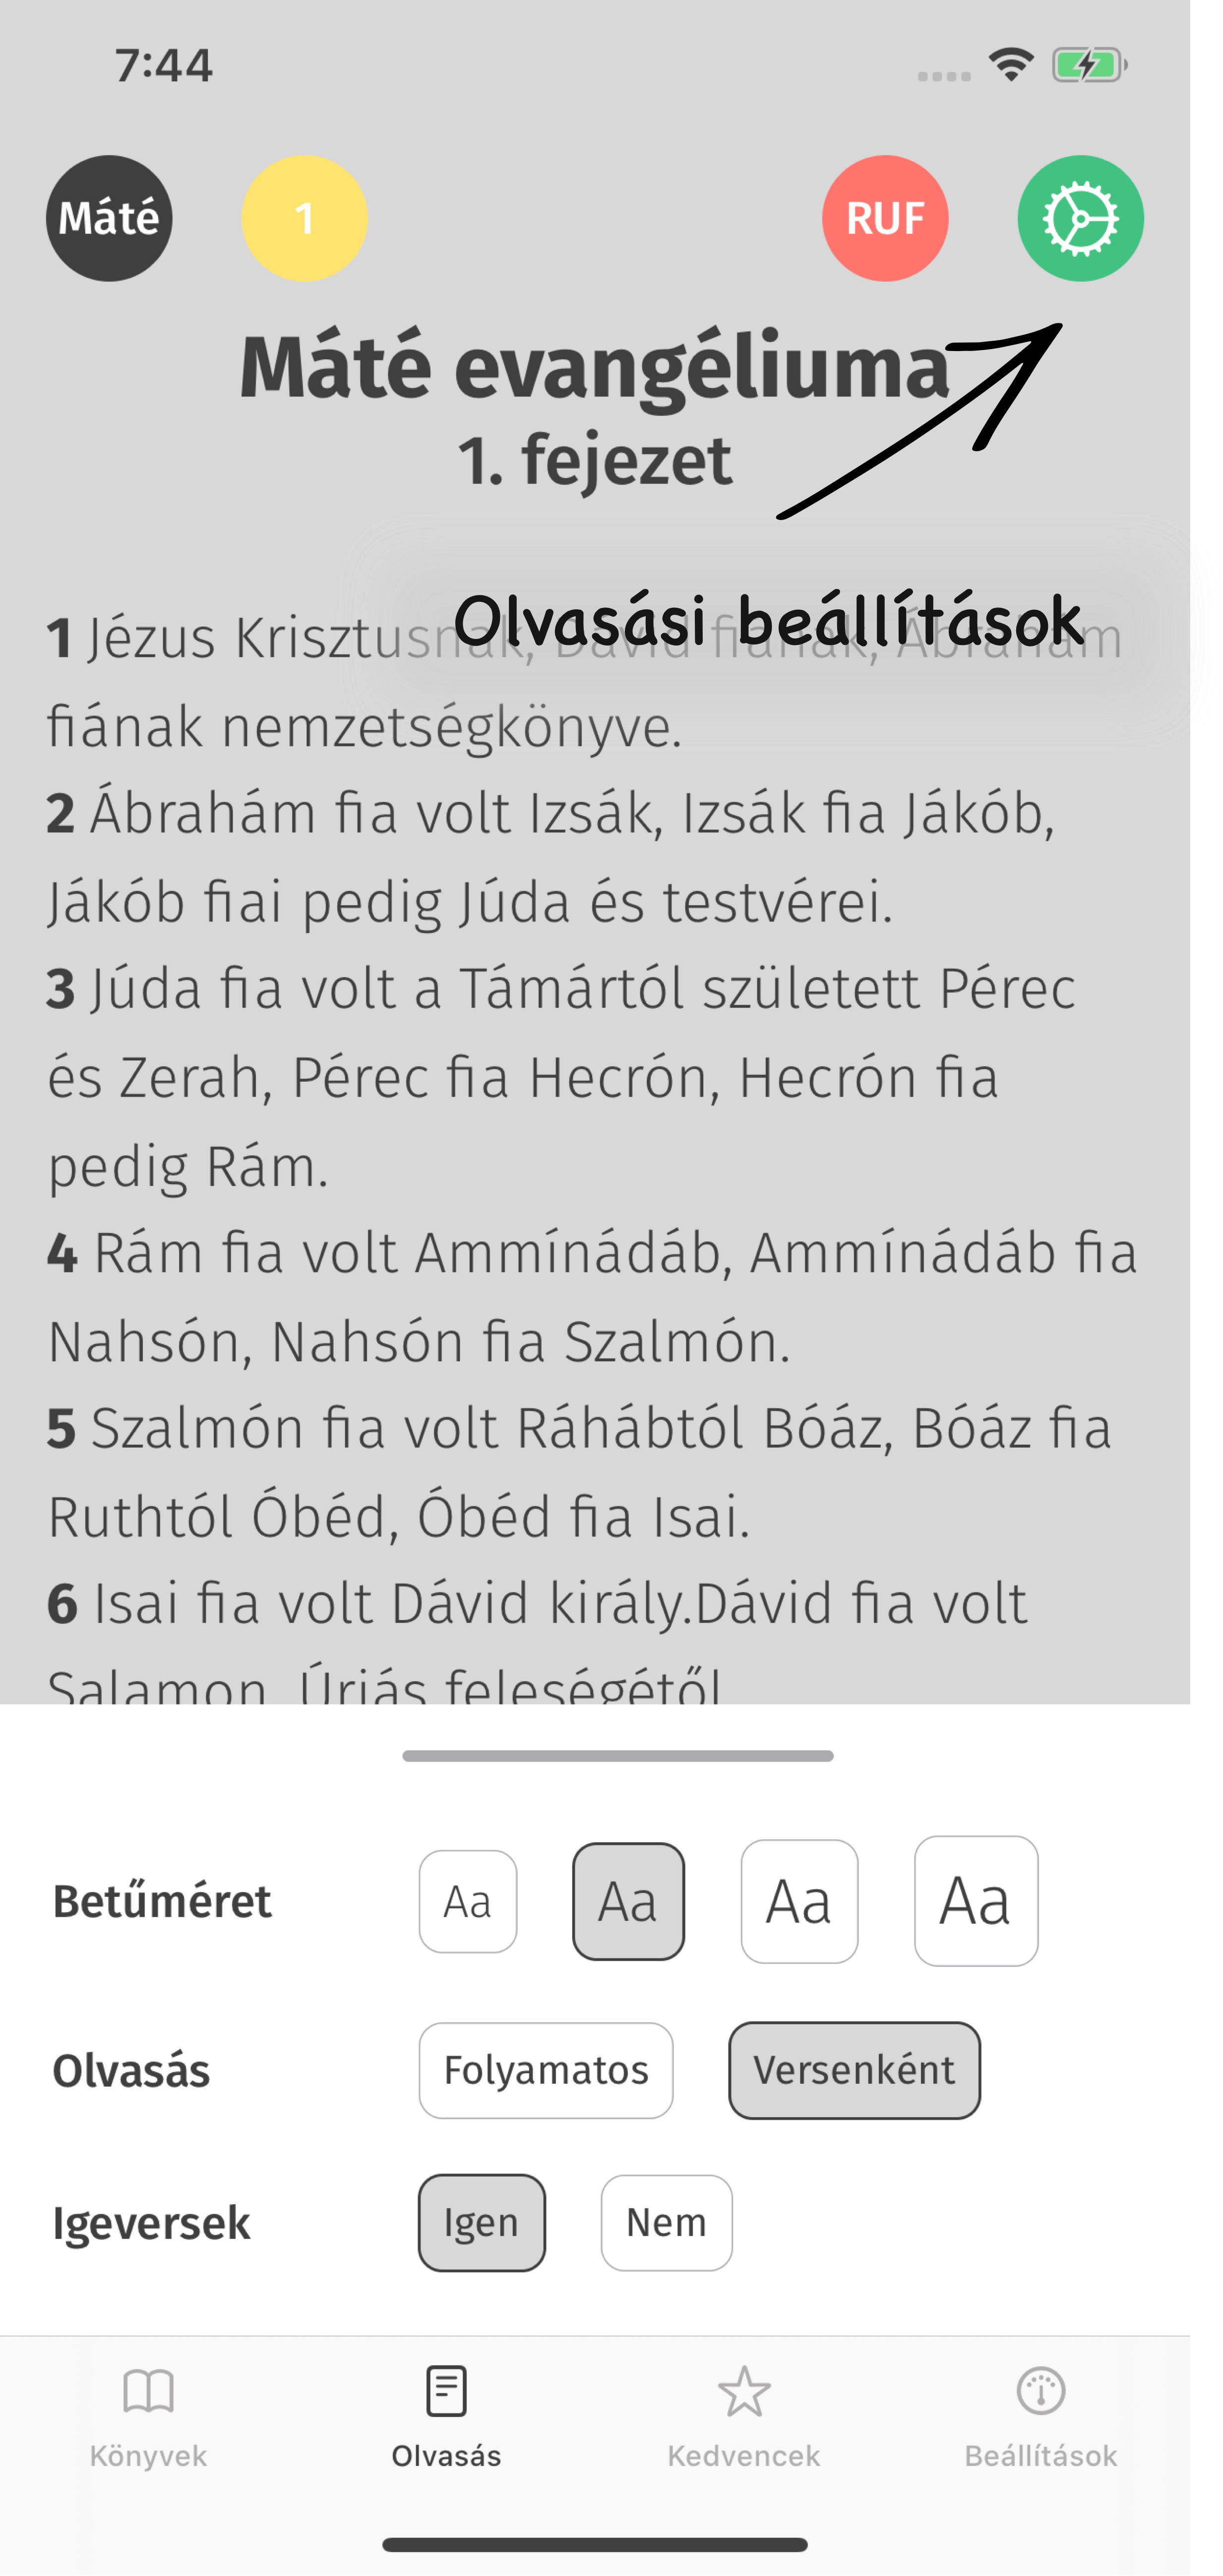 7:44
Máté 1 RUF
Máté evangéliuma
1. fejezet
Olvasási beállítások
1 Jézus Krisztusnak, Dávid fiának, Ábrahám
fiának nemzetségkönyve.
2 Ábrahám fia volt Izsák, Izsák fia Jákób,
Jákób fiai pedig Júda és testvérei.
3 Júda fia volt a Támártól született Pérec
és Zerah, Pérec fia Hecrón, Hecrón fia
pedig Rám.
4 Rám fia volt Ammínádáb, Ammínádáb fia
Nahsón, Nahsón fia Szalmón.
5 Szalmón fia volt Ráhábtól Bóáz, Bóáz fia
Ruthtól Óbéd, Óbéd fia Isai.
6 Isai fia volt Dávid király.Dávid fia volt
Salamon, Úriás feleségétől
Betűméret Aa Aa Aa Aa
Olvasás Folyamatos Versenként
Igeversek Igen Nem
Könyvek Olvasás Kedvencek Beállítások